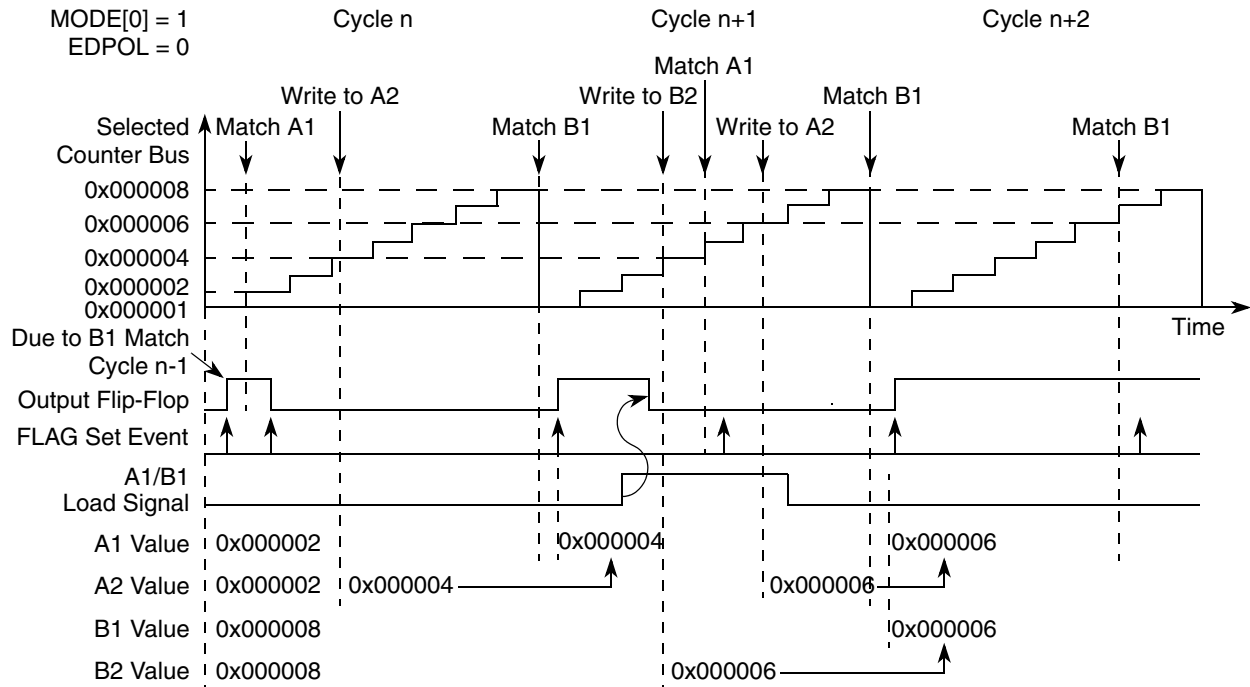 MODE[0] = 1
EDPOL = 0
Cycle n
Cycle n+1
Cycle n+2
Match A1
Write to A2
Write to B2
Match B1
Selected
Counter Bus
Match A1
Match B1
Write to A2
Match B1
0x000008
0x000006
0x000004
0x000002
0x000001
Time
Due to B1 Match
Cycle n-1
Output Flip-Flop
FLAG Set Event
A1/B1
Load Signal
A1 Value 0x000002 0x000004 0x000006
A2 Value 0x000002 0x000004 0x000006
B1 Value 0x000008 0x000006
B2 Value 0x000008 0x000006